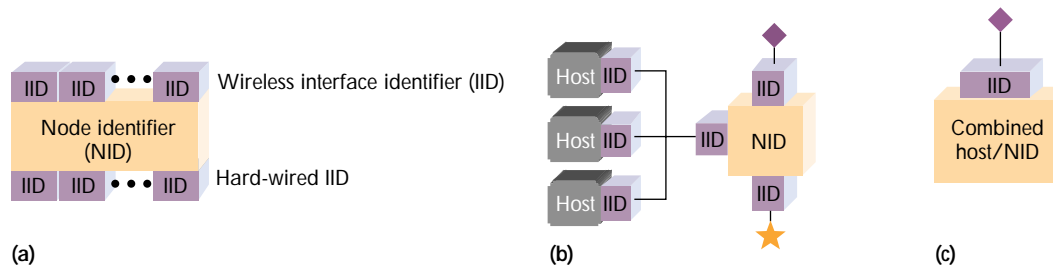 IID IID ••• IID Wireless interface identifier (IID)
Node identifier
(NID)
IID IID ••• IID Hard-wired IID
(a)
Host IID
Host IID
Host IID
IID
IID
NID
IID
(b)
IID
Combined
host/NID
(c)